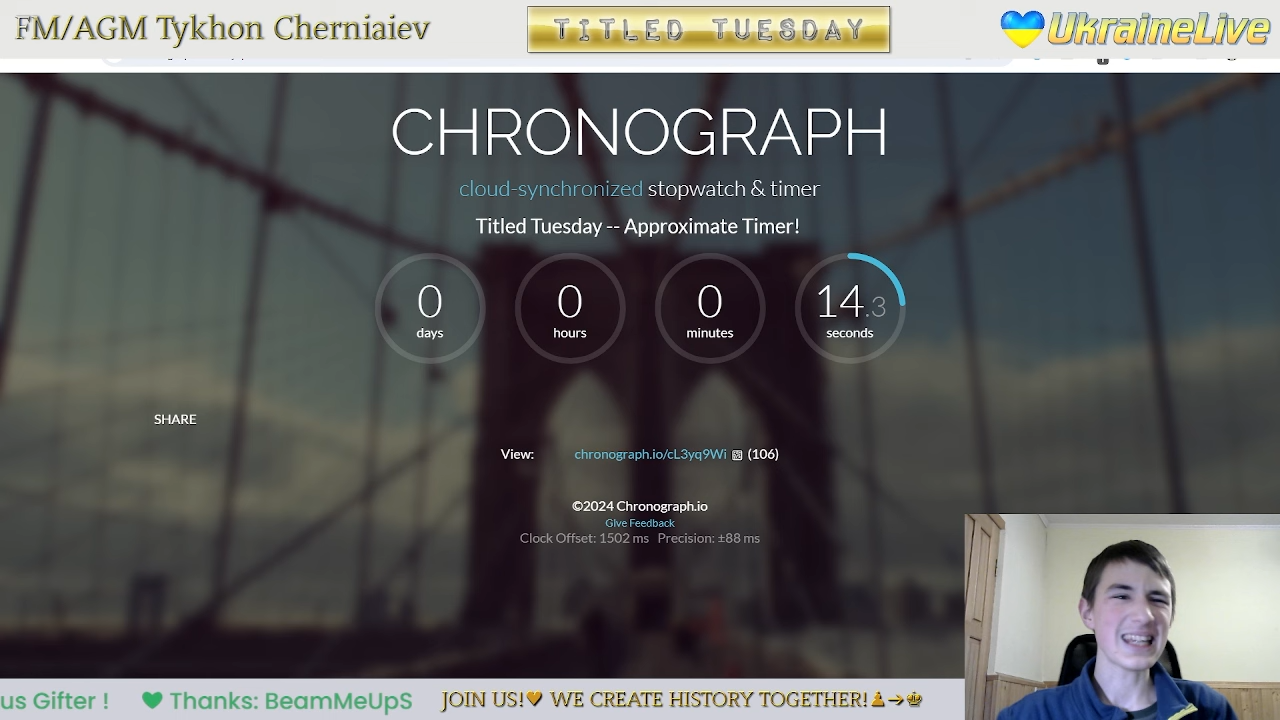 FM/AGM Tykhon Cherniaiev
TITLED TUESDAY
UkraineLive
CHRONOGRAPH
cloud-synchronized stopwatch & timer
Titled Tuesday -- Approximate Timer!
0 days
0 hours
0 minutes
14.3 seconds
SHARE
View: chronograph.io/cL3yq9Wi (106)
©2024 Chronograph.io
Give Feedback
Clock Offset: 1502 ms Precision: ±88 ms
us Gifter ! 💚 Thanks: BeamMeUpS
JOIN US!🧡 WE CREATE HISTORY TOGETHER!♟➔♚